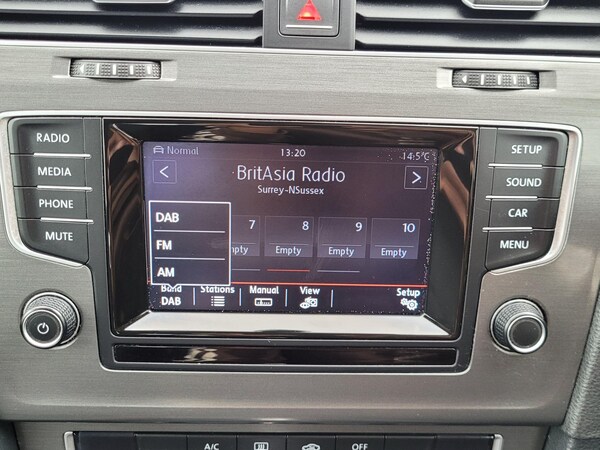 RADIO
MEDIA
PHONE
MUTE
Normal 13:20 14.5°C
< BritAsia Radio >
Surrey-NSussex
DAB
FM
AM
7 8 9 10
Empty Empty Empty
Band Stations Manual View Setup
DAB
SETUP
SOUND
CAR
MENU
A/C OFF